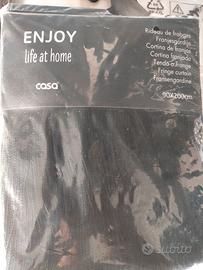 ENJOY
life at home
casa
Rideau de franges
Franjesgordijn
Cortina de franjas
Cortina franjada
Tenda a frange
Fringe curtain
Fransengardine
90X200cm
subito